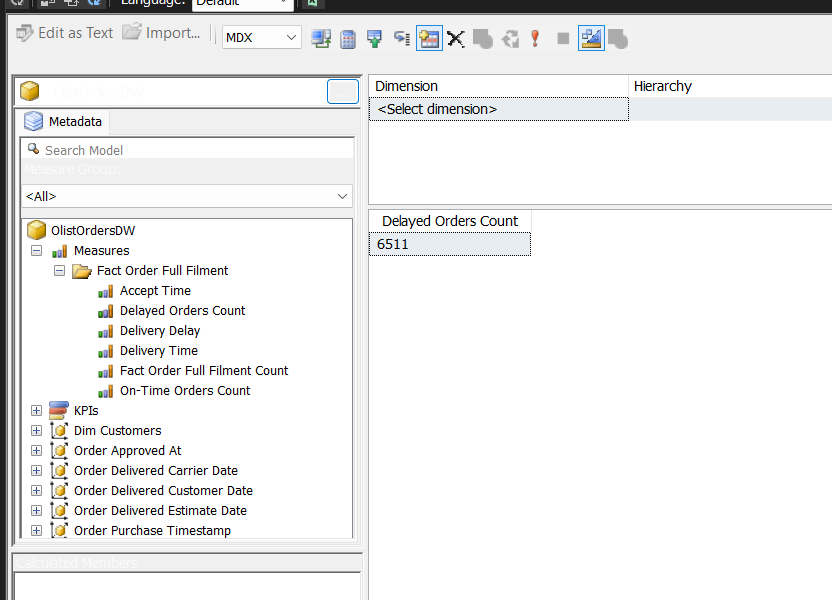 Language: Default
Edit as Text Import... MDX
OlistOrdersDW
Metadata
Search Model
Measure Group:
<All>
OlistOrdersDW
Measures
Fact Order Full Filment
Accept Time
Delayed Orders Count
Delivery Delay
Delivery Time
Fact Order Full Filment Count
On-Time Orders Count
KPIs
Dim Customers
Order Approved At
Order Delivered Carrier Date
Order Delivered Customer Date
Order Delivered Estimate Date
Order Purchase Timestamp
Calculated Members
Dimension Hierarchy
<Select dimension>
Delayed Orders Count
6511